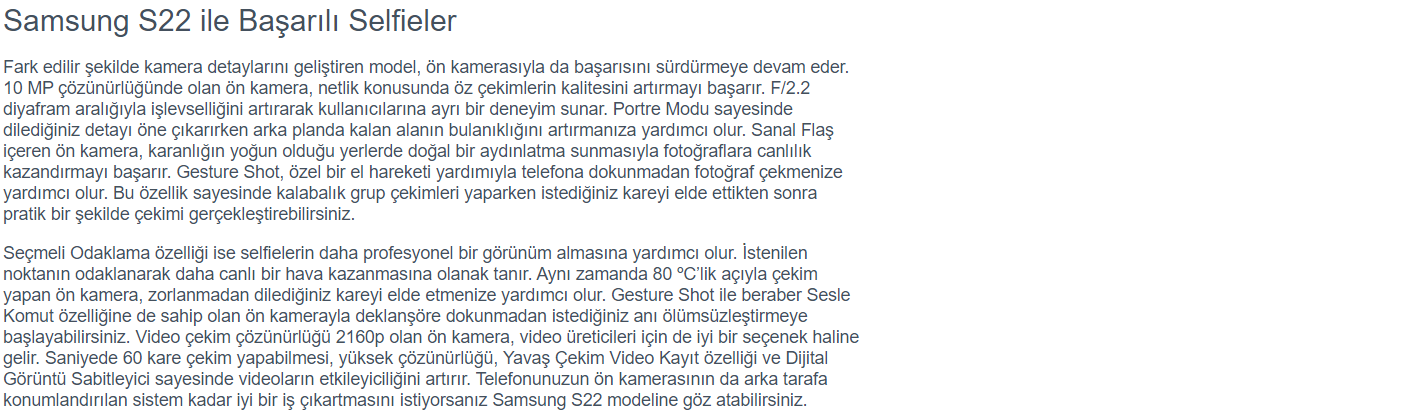 Samsung S22 ile Başarılı Selfieler
Fark edilir şekilde kamera detaylarını geliştiren model, ön kamerasıyla da başarısını sürdürmeye devam eder.
10 MP çözünürlüğünde olan ön kamera, netlik konusunda öz çekimlerin kalitesini artırmayı başarır. F/2.2
diyafram aralığıyla işlevselliğini artırarak kullanıcılarına ayrı bir deneyim sunar. Portre Modu sayesinde
dilediğiniz detayı öne çıkarırken arka planda kalan alanın bulanıklığını artırmanıza yardımcı olur. Sanal Flaş
içeren ön kamera, karanlığın yoğun olduğu yerlerde doğal bir aydınlatma sunmasıyla fotoğraflara canlılık
kazandırmayı başarır. Gesture Shot, özel bir el hareketi yardımıyla telefona dokunmadan fotoğraf çekmenize
yardımcı olur. Bu özellik sayesinde kalabalık grup çekimleri yaparken istediğiniz kareyi elde ettikten sonra
pratik bir şekilde çekimi gerçekleştirebilirsiniz.
Seçmeli Odaklama özelliği ise selfielerin daha profesyonel bir görünüm almasına yardımcı olur. İstenilen
noktanın odaklanarak daha canlı bir hava kazanmasına olanak tanır. Aynı zamanda 80 ºC’lik açıyla çekim
yapan ön kamera, zorlanmadan dilediğiniz kareyi elde etmenize yardımcı olur. Gesture Shot ile beraber Sesle
Komut özelliğine de sahip olan ön kamerayla deklanşöre dokunmadan istediğiniz anı ölümsüzleştirmeye
başlayabilirsiniz. Video çekim çözünürlüğü 2160p olan ön kamera, video üreticileri için de iyi bir seçenek haline
gelir. Saniyede 60 kare çekim yapabilmesi, yüksek çözünürlüğü, Yavaş Çekim Video Kayıt özelliği ve Dijital
Görüntü Sabitleyici sayesinde videoların etkileyiciliğini artırır. Telefonunuzun ön kamerasının da arka tarafa
konumlandırılan sistem kadar iyi bir iş çıkartmasını istiyorsanız Samsung S22 modeline göz atabilirsiniz.